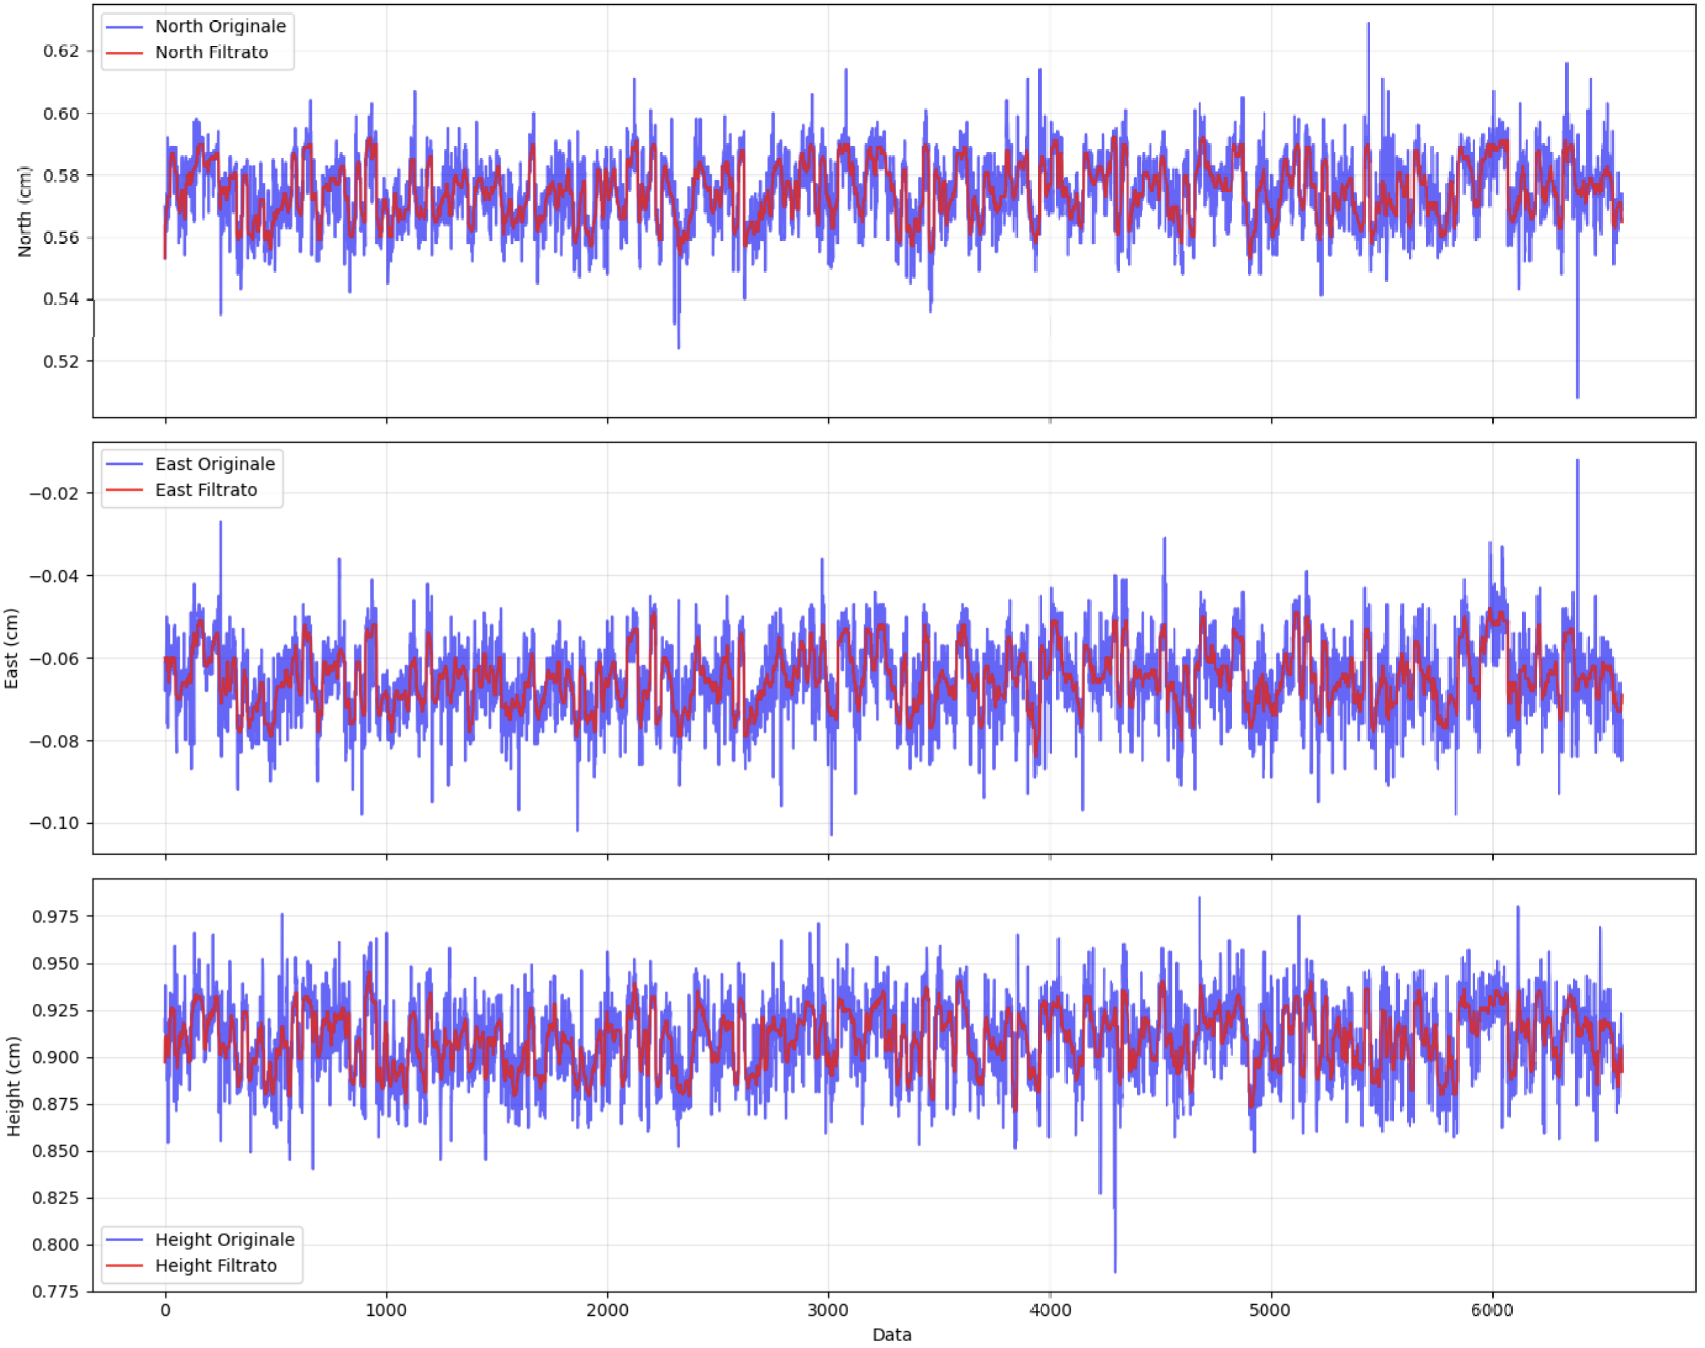 North Originale
North Filtrato
0.62
0.60
0.58
0.56
0.54
0.52
North (cm)
East Originale
East Filtrato
−0.02
−0.04
−0.06
−0.08
−0.10
East (cm)
0.975
0.950
0.925
0.900
0.875
0.850
0.825
0.800
0.775
Height (cm)
Height Originale
Height Filtrato
0 1000 2000 3000 4000 5000 6000
Data